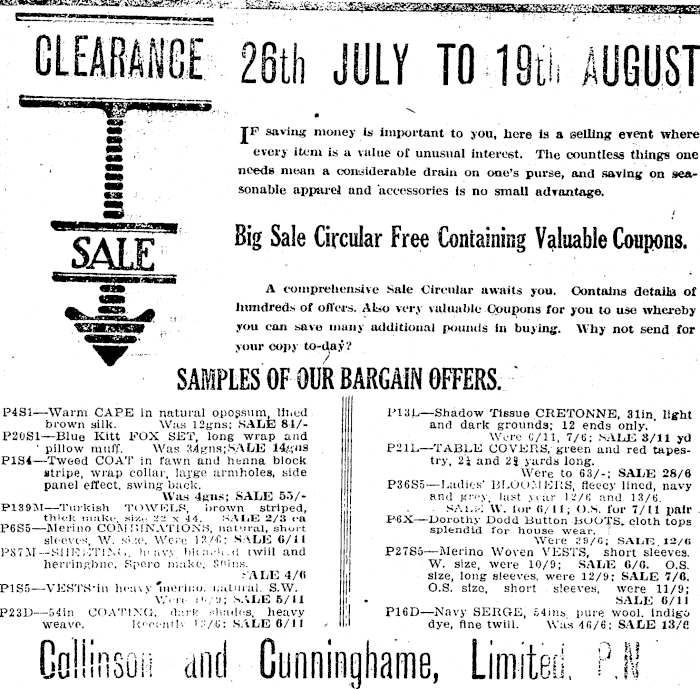 CLEARANCE
SALE
26th JULY TO 19th AUGUST
IF saving money is important to you, here is a selling event where
every item is a value of unusual interest. The countless things one
needs mean a considerable drain on one's purse, and saving on sea-
sonable apparel and accessories is no small advantage.
Big Sale Circular Free Containing Valuable Coupons.
A comprehensive Sale Circular awaits you. Contains details of
hundreds of offers. Also very valuable Coupons for you to use whereby
you can save many additional pounds in buying. Why not send for
your copy to-day?
SAMPLES OF OUR BARGAIN OFFERS.
P4S1—Warm CAPE in natural opossum, lined
brown silk. Was 12gns; SALE 84/-
P20S1—Blue Kitt FOX SET, long wrap and
pillow muff. Was 34gns; SALE 14gns
P1S4—Tweed COAT in fawn and henna block
stripe, wrap collar, large armholes, side
panel effect, swing back.
Was 4gns; SALE 55/-
P139M—Turkish TOWELS, brown striped,
thick make, size 22 x 44. SALE 2/3 ea
P6S5—Merino COMBINATIONS, natural, short
sleeves, W. size. Were 13/6; SALE 6/11
P87M—SHEETING, heavy bleached twill and
herringbne, Spero make,
SALE 4/6
P1S5—VESTS in heavy merino, natural, S.W.
Were SALE 5/11
P23D—54in COATING, dark shades, heavy
weave. Recently SALE 6/11
P13L—Shadow Tissue CRETONNE, 31in, light
and dark grounds; 12 ends only.
Were 6/11, 7/6; SALE 3/11 yd
P21L—TABLE COVERS, green and red tapes-
try, 2¼ and yards long.
Were to 63/-; SALE 28/6
P36S5—Ladies' BLOOMERS, fleecy lined, navy
and grey, last year 12/6 and 13/6.
SALE W. for 6/11; O.S. for 7/11 pair
P6X—Dorothy Dodd Button BOOTS, cloth tops
splendid for house wear.
Were SALE 12/6
P27S5—Merino Woven VESTS, short sleeves.
W. size, were 10/9; SALE 6/6. O.S.
size, long sleeves, were 12/9; SALE 7/6.
O.S. size, short sleeves, were 11/9;
SALE 6/11
P16D—Navy SERGE, 54ins, pure wool, indigo
dye, fine twill. Was 46/6; SALE 13/6
Collinson and Cunninghame, Limited, P.N